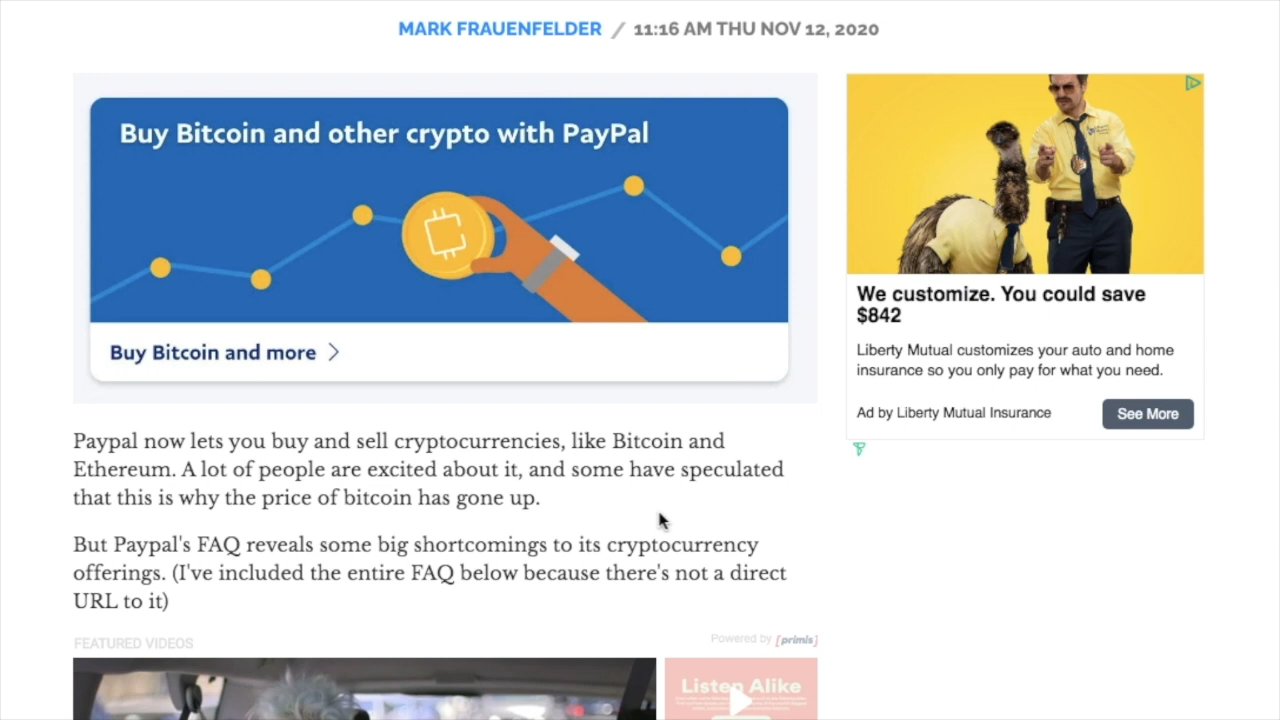 MARK FRAUENFELDER / 11:16 AM THU NOV 12, 2020
Buy Bitcoin and other crypto with PayPal
Buy Bitcoin and more
Paypal now lets you buy and sell cryptocurrencies, like Bitcoin and
Ethereum. A lot of people are excited about it, and some have speculated
that this is why the price of bitcoin has gone up.
But Paypal's FAQ reveals some big shortcomings to its cryptocurrency
offerings. (I've included the entire FAQ below because there's not a direct
URL to it)
FEATURED VIDEOS
Powered by [primis]
Listen Alike
We customize. You could save
$842
Liberty Mutual customizes your auto and home
insurance so you only pay for what you need.
Ad by Liberty Mutual Insurance
See More